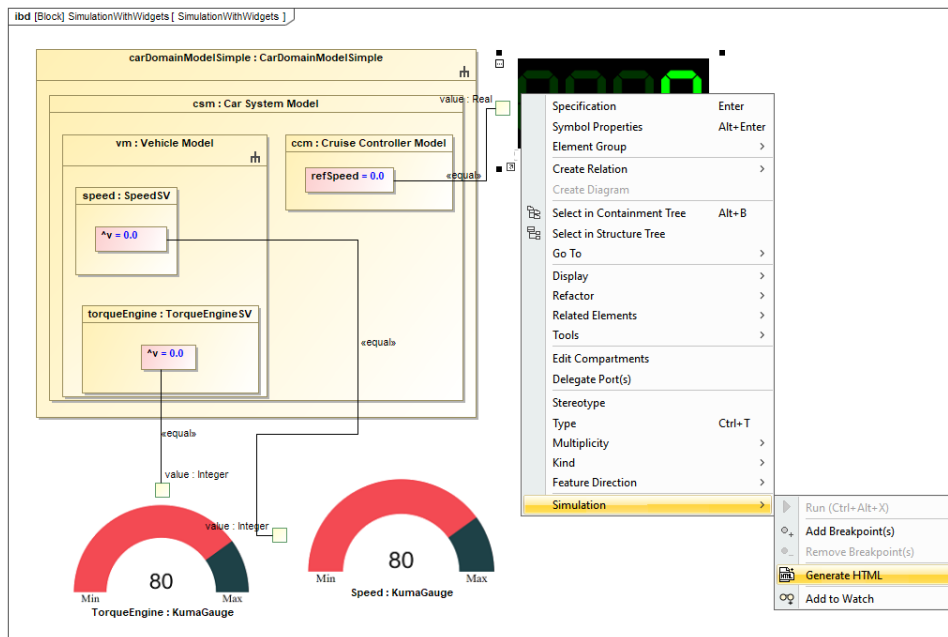 ibd [Block] SimulationWithWidgets [ SimulationWithWidgets ]
carDomainModelSimple : CarDomainModelSimple
csm : Car System Model
vm : Vehicle Model
ccm : Cruise Controller Model
refSpeed = 0.0
speed : SpeedSV
^v = 0.0
torqueEngine : TorqueEngineSV
^v = 0.0
value : Real
«equal»
«equal»
«equal»
value : Integer
value : Integer
80
Min
Max
TorqueEngine : KumaGauge
80
Min
Max
Speed : KumaGauge
Specification Enter
Symbol Properties Alt+Enter
Element Group
Create Relation
Create Diagram
Select in Containment Tree Alt+B
Select in Structure Tree
Go To
Display
Refactor
Related Elements
Tools
Edit Compartments
Delegate Port(s)
Stereotype
Type Ctrl+T
Multiplicity
Kind
Feature Direction
Simulation
Run (Ctrl+Alt+X)
Add Breakpoint(s)
Remove Breakpoint(s)
HTML
Generate HTML
Add to Watch